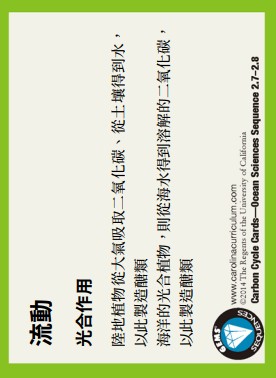 流動
光合作用
陸地植物從大氣吸取二氧化碳、從土壤得到水，
以此製造醣類
海洋的光合植物，則從海水得到溶解的二氧化碳，
以此製造醣類
GEMS
SEQUENCES
www.carolinacurriculum.com
©2014 The Regents of the University of California
Carbon Cycle Cards—Ocean Sciences Sequence 2.7–2.8